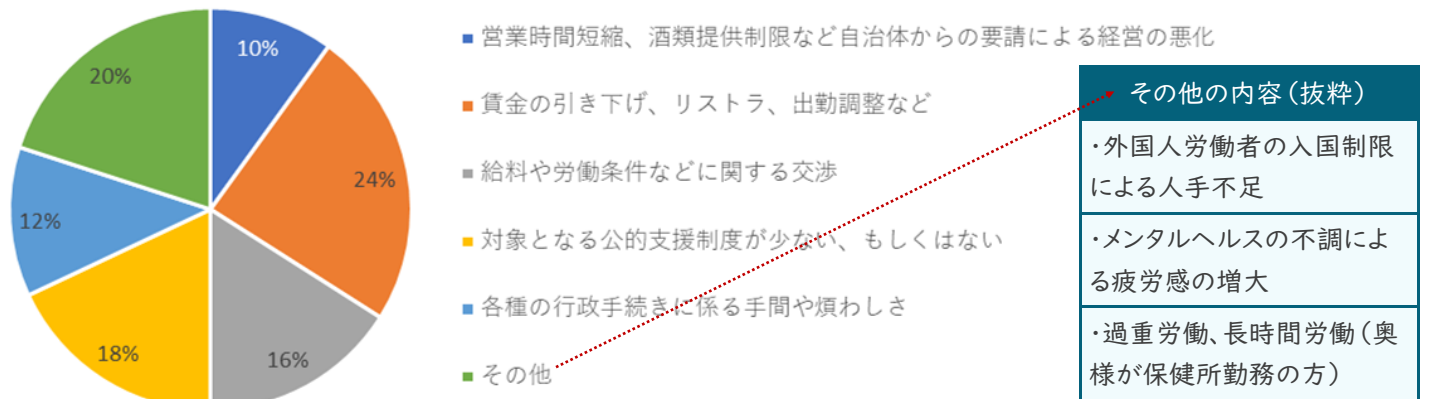 10%
24%
16%
18%
12%
20%
営業時間短縮、酒類提供制限など自治体からの要請による経営の悪化
賃金の引き下げ、リストラ、出勤調整など
給料や労働条件などに関する交渉
対象となる公的支援制度が少ない、もしくはない
各種の行政手続きに係る手間や煩わしさ
その他
その他の内容(抜粋)
・外国人労働者の入国制限
による人手不足
・メンタルヘルスの不調によ
る疲労感の増大
・過重労働、長時間労働(奥
様が保健所勤務の方)